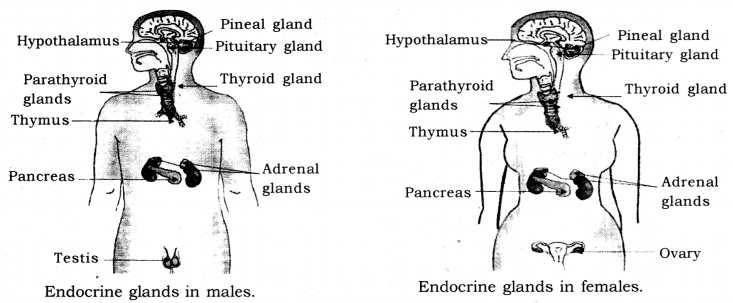 Pineal gland
Hypothalamus
Pituitary gland
Parathyroid
glands
Thyroid gland
Thymus
Pancreas
Adrenal
glands
Testis
Endocrine glands in males.
Pineal gland
Hypothalamus
Pituitary gland
Parathyroid
glands
Thyroid gland
Thymus
Pancreas
Adrenal
glands
Ovary
Endocrine glands in females.